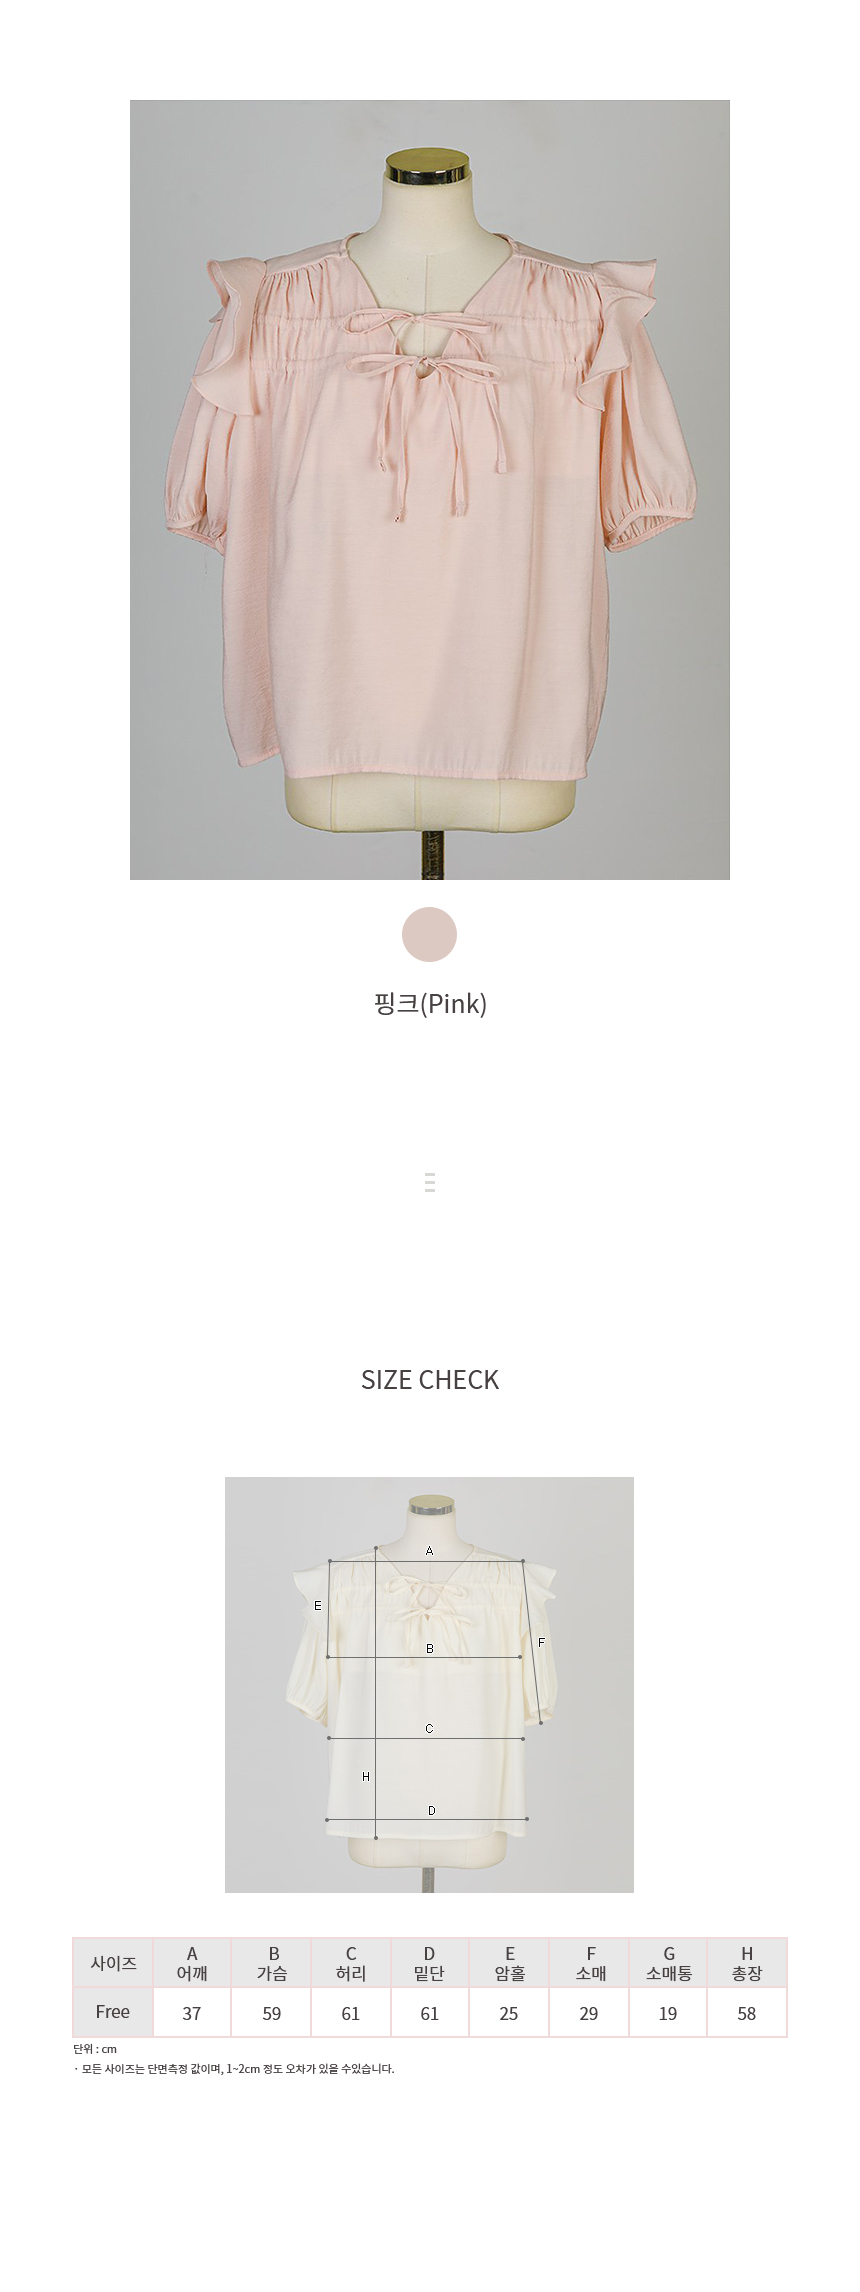 핑크(Pink)
SIZE CHECK
A
E
B
F
C
H
D
사이즈 A 어깨 B 가슴 C 허리 D 밑단 E 암홀 F 소매 G 소매통 H 총장
Free 37 59 61 61 25 29 19 58
단위 : cm
· 모든 사이즈는 단면측정 값이며, 1~2cm 정도 오차가 있을 수있습니다.